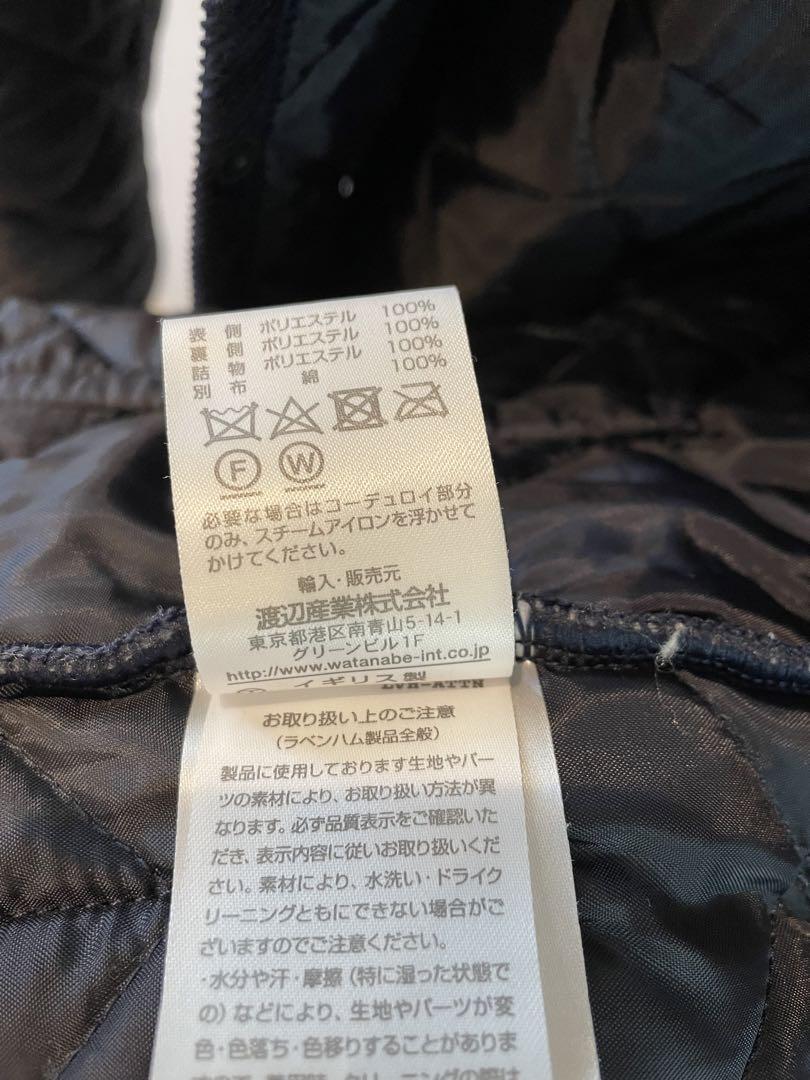 表 側 ポリエステル 100%
裏 側 ポリエステル 100%
詰 物 ポリエステル 100%
別 布 綿 100%
F W
必要な場合はコーデュロイ部分
のみ、スチームアイロンを浮かせて
かけてください。
輸入・販売元
渡辺産業株式会社
東京都港区南青山5-14-1
グリーンビル1F
http://www.watanabe-int.co.jp
イギリス製
お取り扱い上のご注意
(ラベンハム製品全般)
製品に使用しております生地やパー
ツの素材により、お取り扱い方法が異
なります。必ず品質表示をご確認いた
だき、表示内容に従いお取り扱いくだ
さい。素材により、水洗い・ドライク
リーニングともにできない場合がご
ざいますのでご注意ください。
・水分や汗・摩擦(特に湿った状態で
の)などにより、生地やパーツが変
色・色落ち・色移りすることがありま